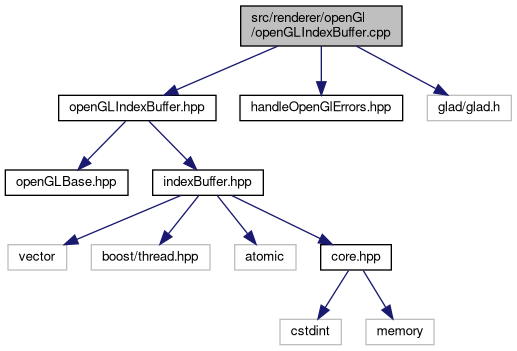 src/renderer/openGl
/openGLIndexBuffer.cpp
openGLIndexBuffer.hpp
handleOpenGlErrors.hpp
glad/glad.h
openGLBase.hpp
indexBuffer.hpp
vector
boost/thread.hpp
atomic
core.hpp
cstdint
memory